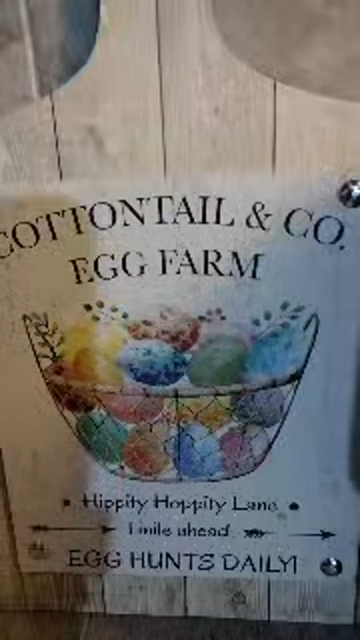 COTTONTAIL & CO.
EGG FARM
• Hippity Hoppity Lane •
1 mile ahead
EGG HUNTS DAILY!